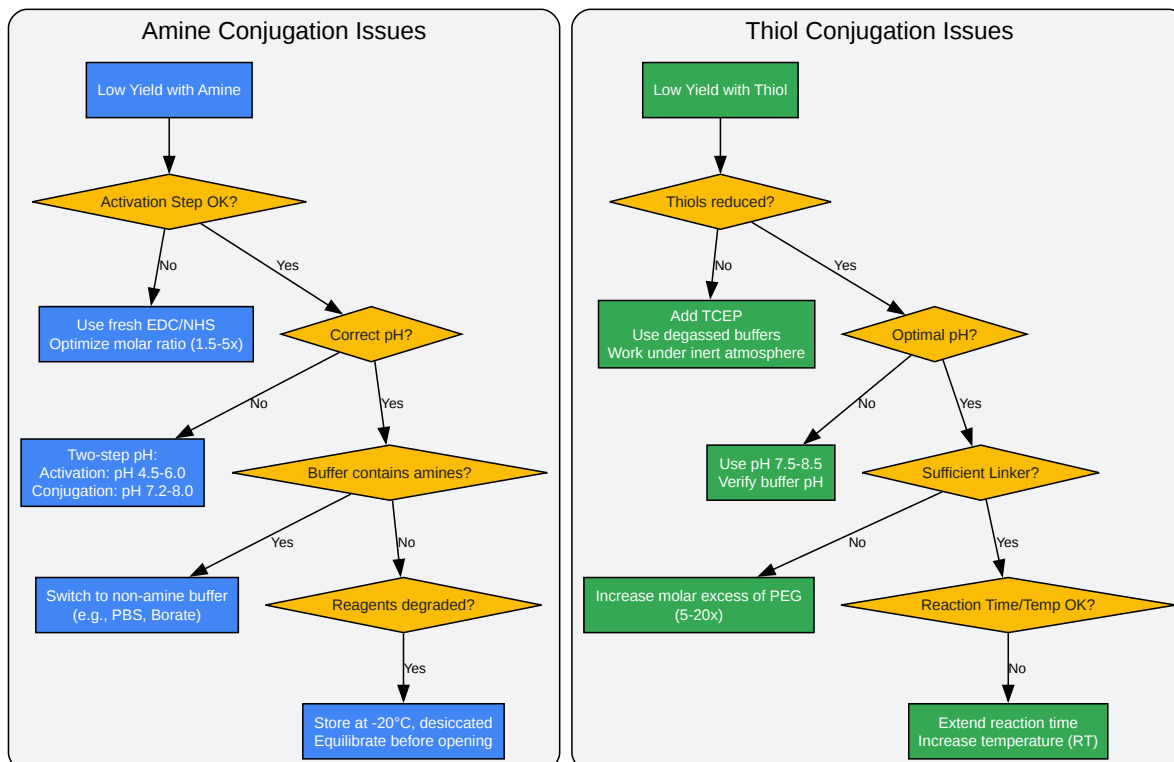 Amine Conjugation Issues
Low Yield with Amine
Activation Step OK?
No
Yes
Use fresh EDC/NHS
Optimize molar ratio (1.5-5x)
Correct pH?
No
Yes
Two-step pH:
Activation: pH 4.5-6.0
Conjugation: pH 7.2-8.0
Buffer contains amines?
Yes
No
Switch to non-amine buffer
(e.g., PBS, Borate)
Reagents degraded?
Yes
Store at -20°C, desiccated
Equilibrate before opening
Thiol Conjugation Issues
Low Yield with Thiol
Thiols reduced?
No
Yes
Add TCEP
Use degassed buffers
Work under inert atmosphere
Optimal pH?
No
Yes
Use pH 7.5-8.5
Verify buffer pH
Sufficient Linker?
No
Yes
Increase molar excess of PEG
(5-20x)
Reaction Time/Temp OK?
No
Extend reaction time
Increase temperature (RT)